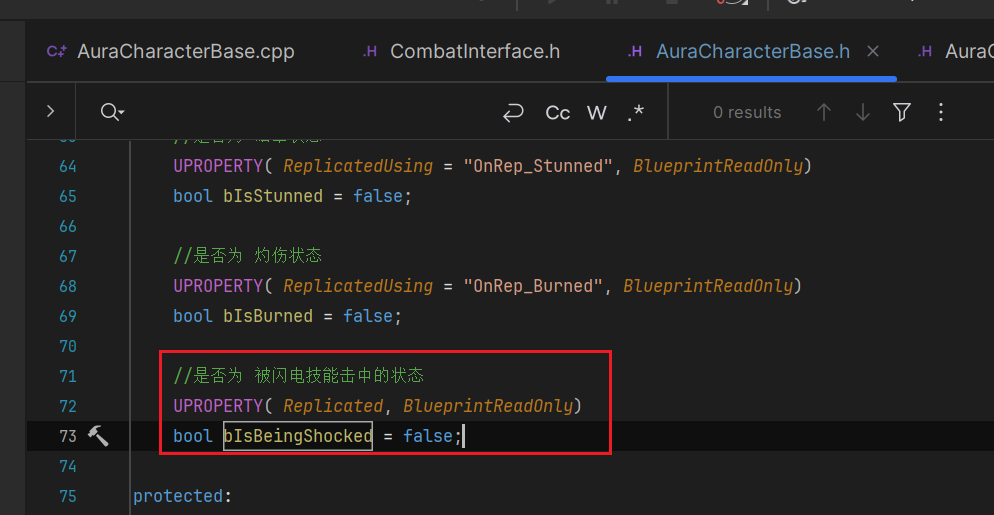 AuraCharacterBase.cpp
CombatInterface.h
AuraCharacterBase.h
Cc W .*
0 results
64 UPROPERTY( ReplicatedUsing = "OnRep_Stunned", BlueprintReadOnly)
65 bool bIsStunned = false;
66
67 //是否为 灼伤状态
68 UPROPERTY( ReplicatedUsing = "OnRep_Burned", BlueprintReadOnly)
69 bool bIsBurned = false;
70
71 //是否为 被闪电技能击中的状态
72 UPROPERTY( Replicated, BlueprintReadOnly)
73 bool bIsBeingShocked = false;
74
75 protected: